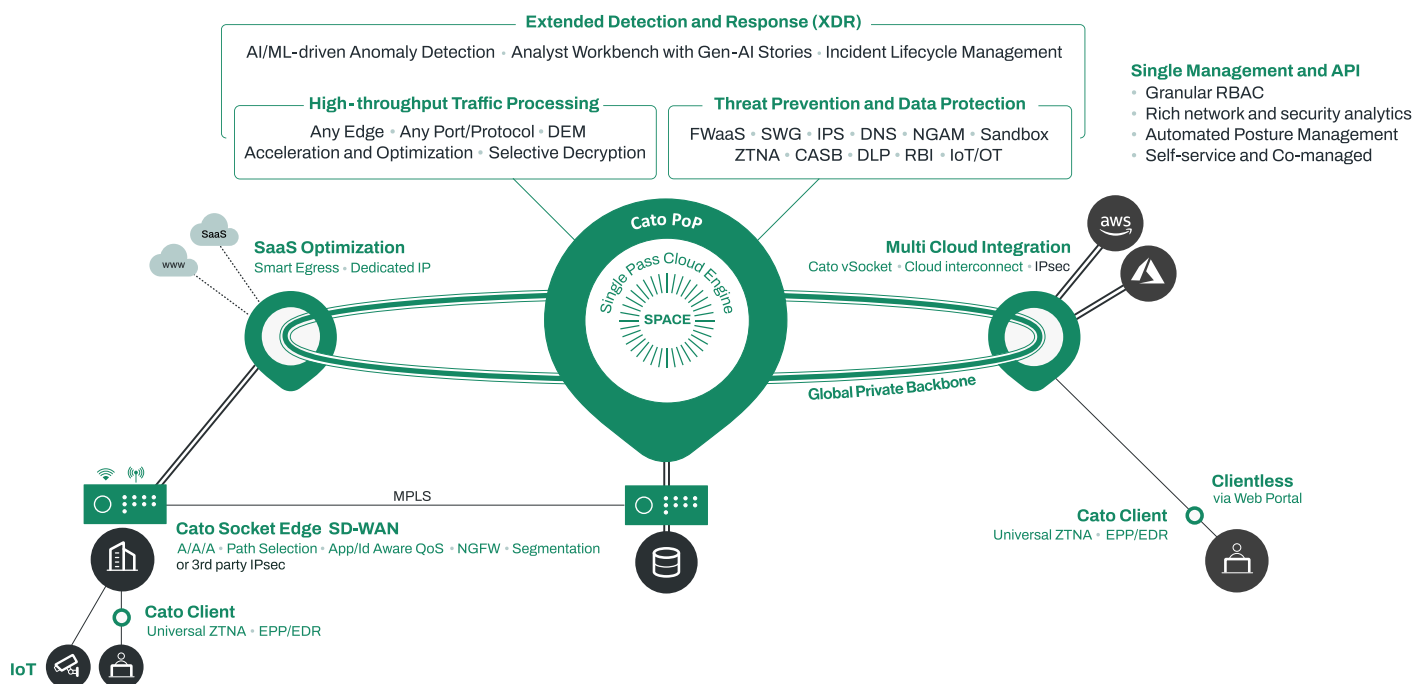 Extended Detection and Response (XDR)
AI/ML-driven Anomaly Detection • Analyst Workbench with Gen-AI Stories • Incident Lifecycle Management
High-throughput Traffic Processing
Any Edge • Any Port/Protocol • DEM
Acceleration and Optimization • Selective Decryption
Threat Prevention and Data Protection
FWaaS • SWG • IPS • DNS • NGAM • Sandbox
ZTNA • CASB • DLP • RBI • IoT/OT
Single Management and API
• Granular RBAC
• Rich network and security analytics
• Automated Posture Management
• Self-service and Co-managed
SaaS
www
SaaS Optimization
Smart Egress • Dedicated IP
Cato PoP
Single Pass Cloud Engine
SPACE
Multi Cloud Integration
Cato vSocket • Cloud interconnect • IPsec
aws
Global Private Backbone
MPLS
Cato Socket Edge SD-WAN
A/A/A • Path Selection • App/Id Aware QoS • NGFW • Segmentation
or 3rd party IPsec
Cato Client
Universal ZTNA • EPP/EDR
IoT
Clientless
via Web Portal
Cato Client
Universal ZTNA • EPP/EDR